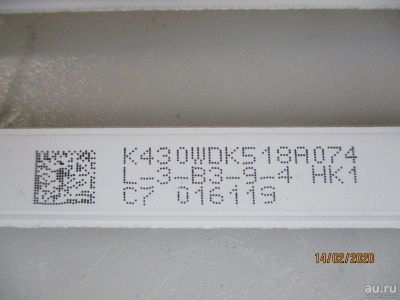 K430WDK518A074
L-3-B3-9-4 HK1
C7 016119
14/02/2020
au.ru